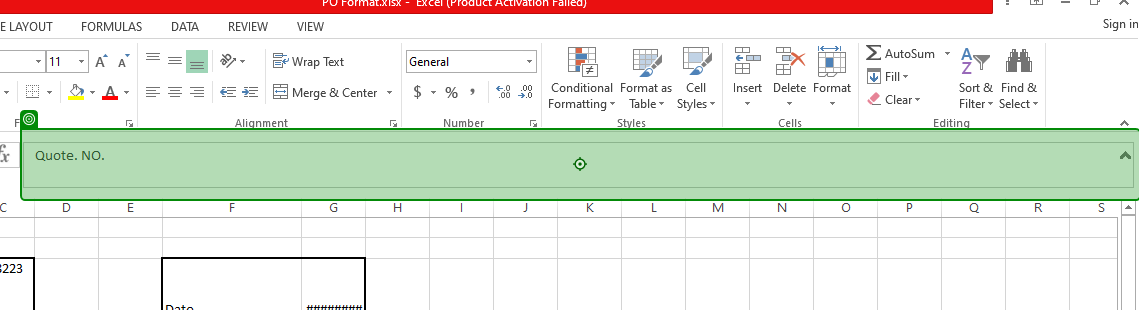 PO Format.xlsx - Excel (Product Activation Failed)
E LAYOUT FORMULAS DATA REVIEW VIEW Sign in
11 A A Wrap Text General AutoSum
Fill
Conditional Formatting Format as Table Cell Styles Insert Delete Format Sort & Filter Find & Select
Merge & Center $ % , .00 .0 Clear
Alignment Number Styles Cells Editing
fx Quote. NO.
C D E F G H I J K L M N O P Q R S
3223
Date ########